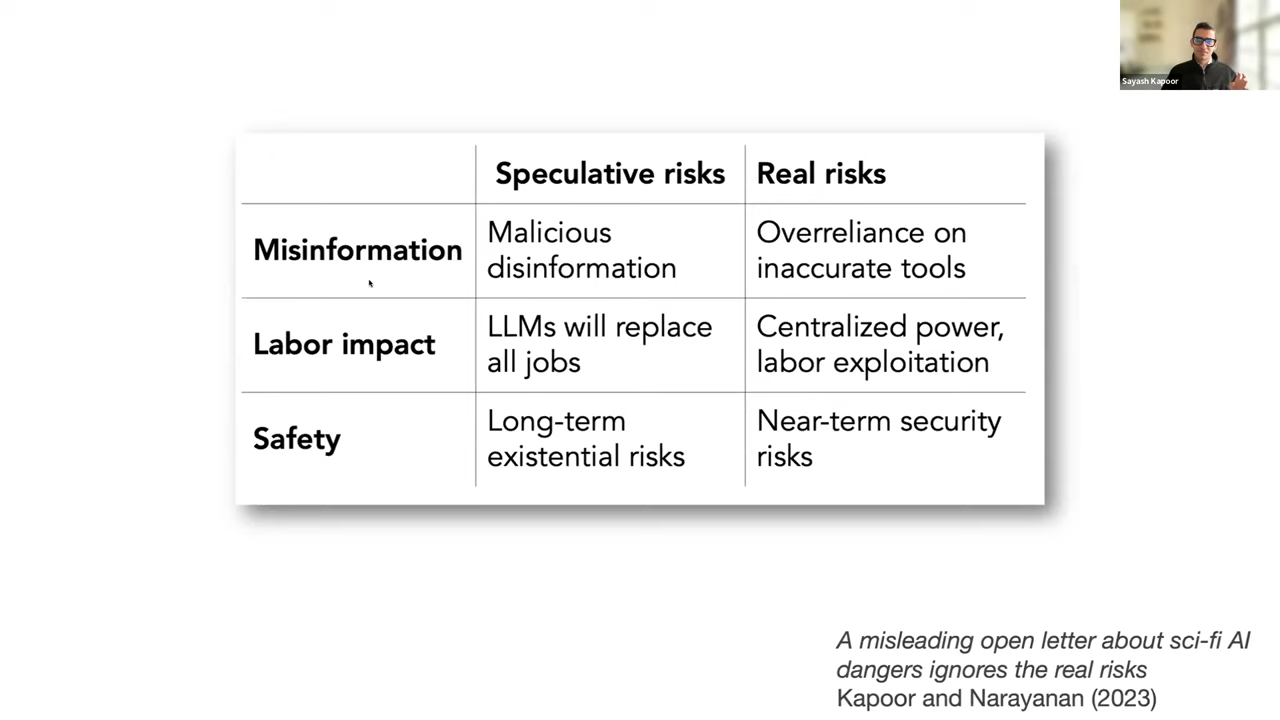 Sayash Kapoor
Speculative risks
Real risks
Misinformation
Malicious
disinformation
Overreliance on
inaccurate tools
Labor impact
LLMs will replace
all jobs
Centralized power,
labor exploitation
Safety
Long-term
existential risks
Near-term security
risks
A misleading open letter about sci-fi AI
dangers ignores the real risks
Kapoor and Narayanan (2023)